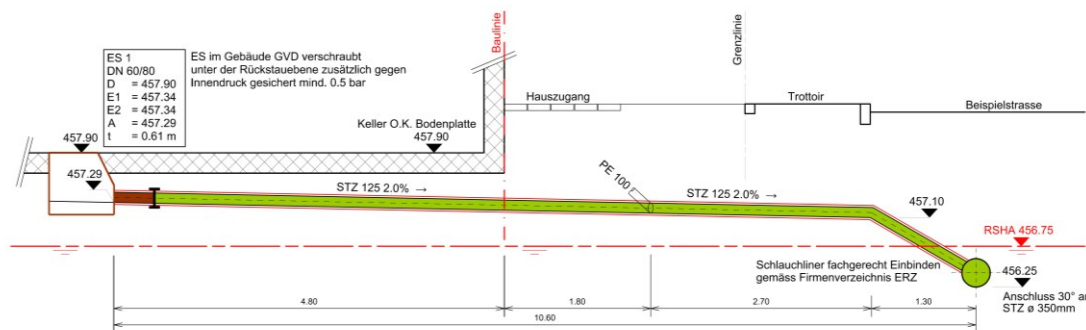 ES 1
DN 60/80
D = 457.90
E1 = 457.34
E2 = 457.34
A = 457.29
t = 0.61 m
ES im Gebäude GVD verschraubt
unter der Rückstauebene zusätzlich gegen
Innendruck gesichert mind. 0.5 bar
Baulinie
Grenzlinie
Hauszugang
Trottoir
Beispielstrasse
Keller O.K. Bodenplatte
457.90
457.90
457.29
STZ 125 2.0% →
PE 100
STZ 125 2.0% →
457.10
RSHA 456.75
Schlauchliner fachgerecht Einbinden
gemäss Firmenverzeichnis ERZ
456.25
Anschluss 30° an
STZ ø 350mm
4.80
1.80
2.70
1.30
10.60